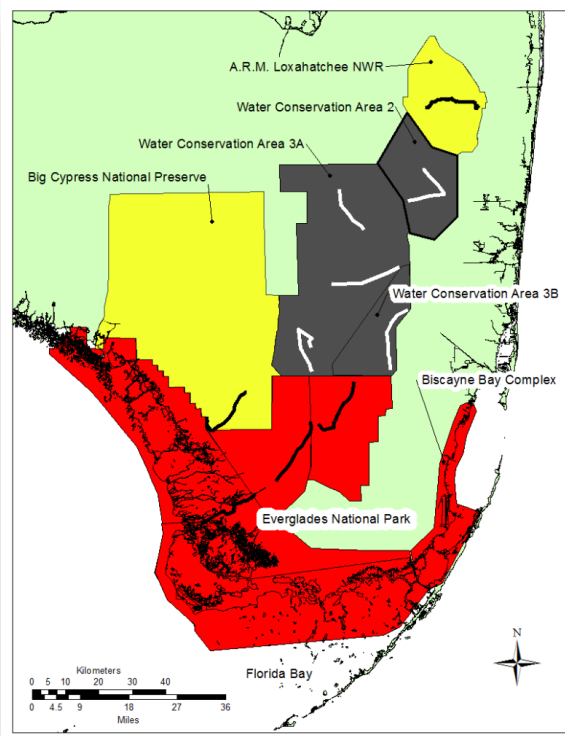 A.R.M. Loxahatchee NWR
Water Conservation Area 2
Water Conservation Area 3A
Big Cypress National Preserve
Water Conservation Area 3B
Biscayne Bay Complex
Everglades National Park
N
Florida Bay
Kilometers
0 5 10 20 30 40
0 4.5 9 18 27 36
Miles